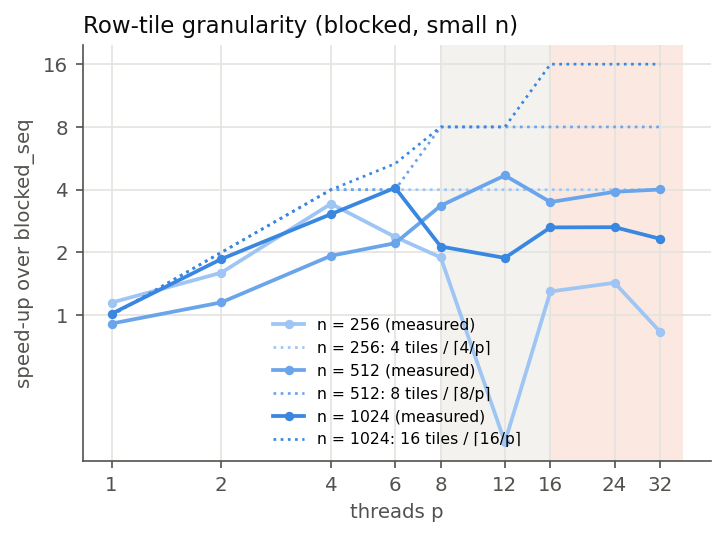 Row-tile granularity (blocked, small n)
speed-up over blocked_seq
16
8
4
2
1
n = 256 (measured)
n = 256: 4 tiles / ⌈4/p⌉
n = 512 (measured)
n = 512: 8 tiles / ⌈8/p⌉
n = 1024 (measured)
n = 1024: 16 tiles / ⌈16/p⌉
1 2 4 6 8 12 16 24 32
threads p